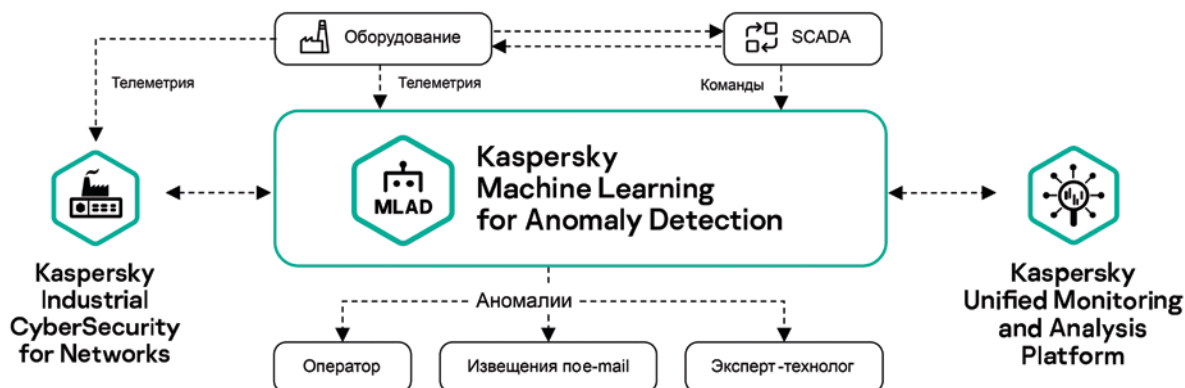 Оборудование
SCADA
Телеметрия
Телеметрия
Команды
MLAD
Kaspersky
Machine Learning
for Anomaly Detection
Kaspersky
Industrial
CyberSecurity
for Networks
Kaspersky
Unified Monitoring
and Analysis
Platform
Аномалии
Оператор
Извещения по e-mail
Эксперт-технолог